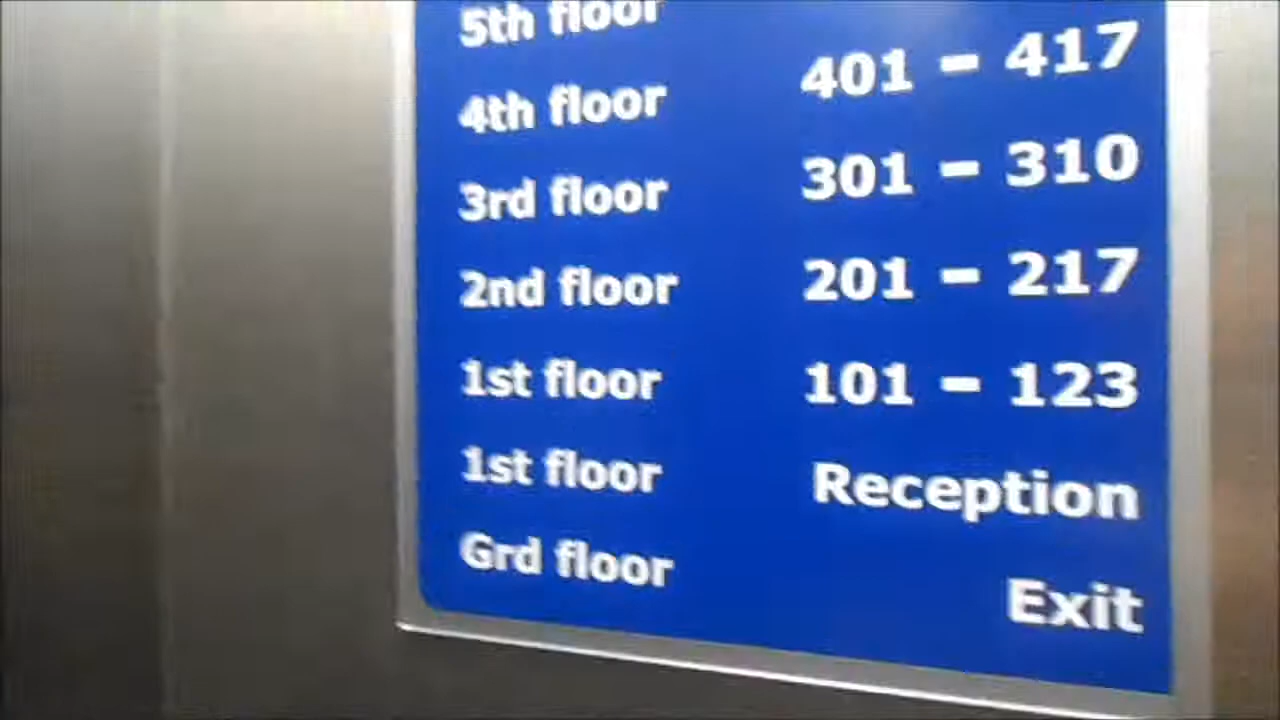 5th floor
4th floor 401 - 417
3rd floor 301 - 310
2nd floor 201 - 217
1st floor 101 - 123
1st floor Reception
Grd floor Exit